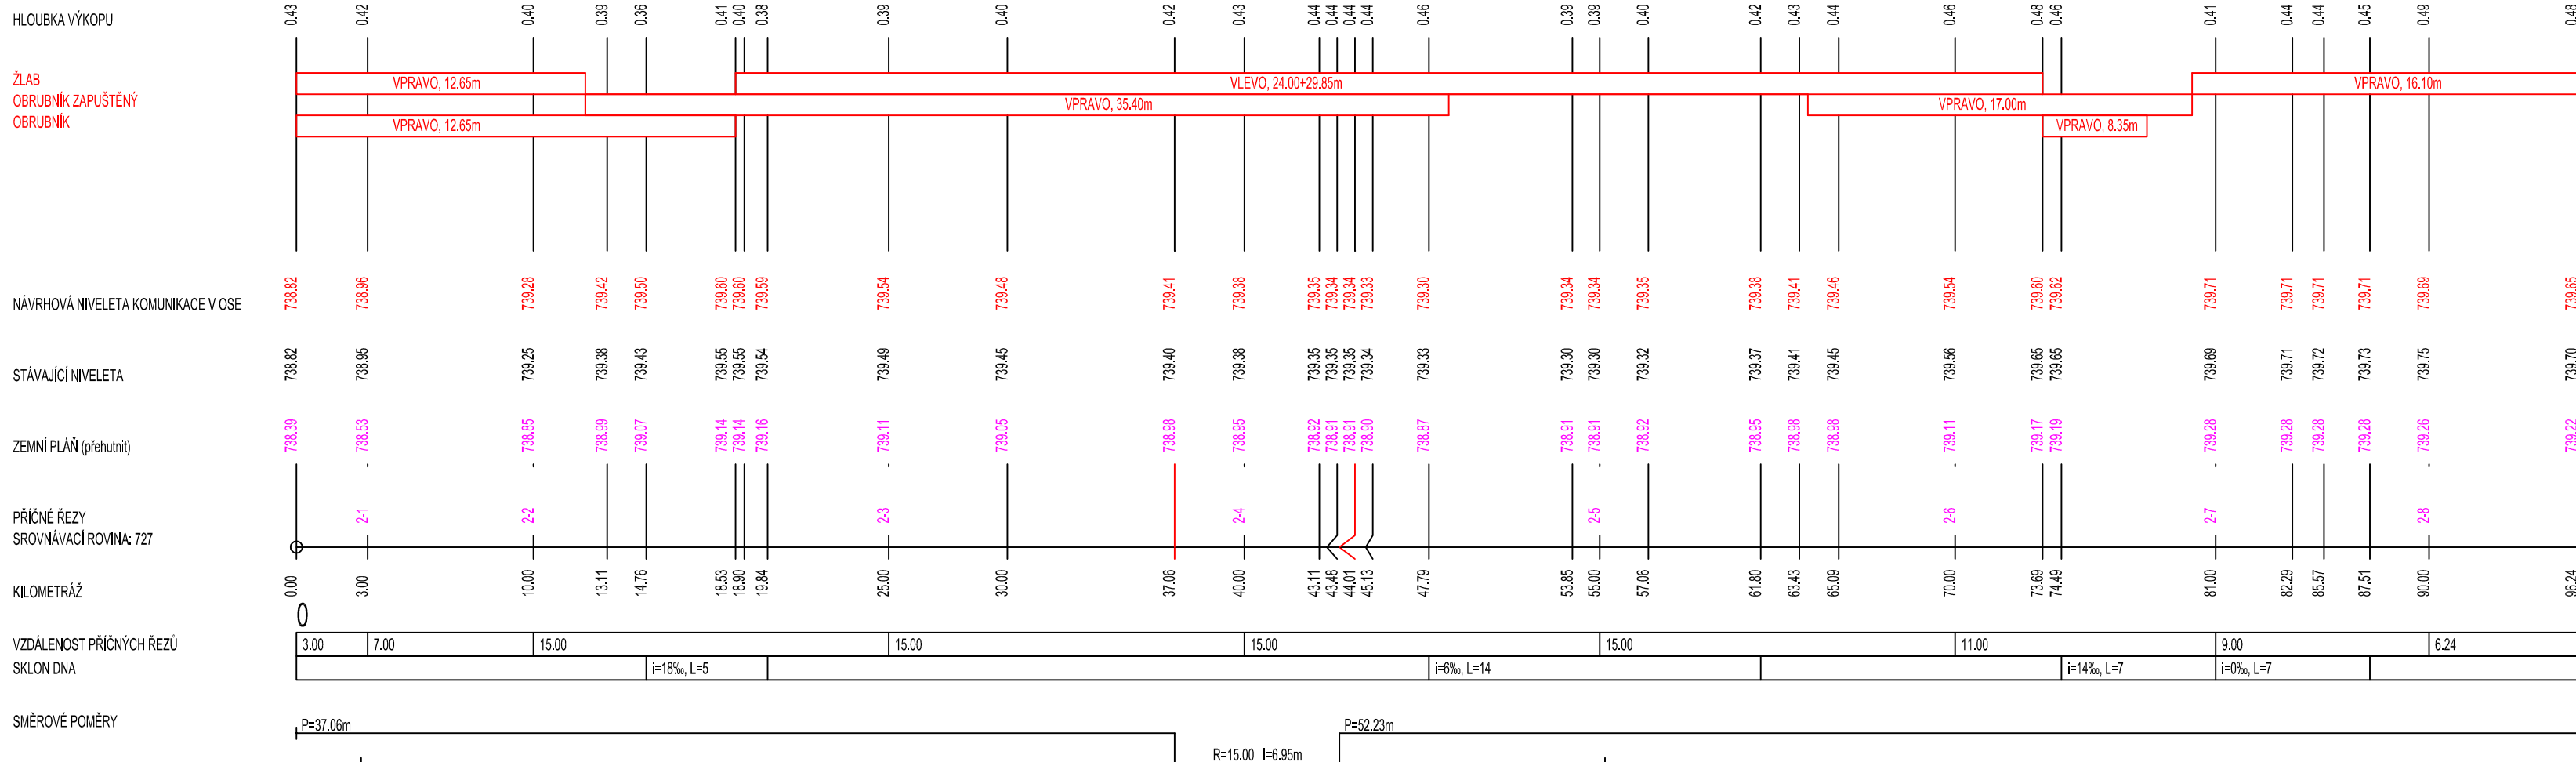 HLOUBKA VÝKOPU 0.43 0.42 0.40 0.39 0.36 0.41 0.40 0.38 0.39 0.40 0.42 0.43 0.44 0.44 0.44 0.44 0.46 0.39 0.39 0.40 0.42 0.43 0.44 0.46 0.48 0.46 0.41 0.44 0.44 0.45 0.49 0.48
ŽLAB VPRAVO, 12.65m VLEVO, 24.00+29.85m VPRAVO, 16.10m
OBRUBNÍK ZAPUŠTĚNÝ VPRAVO, 35.40m VPRAVO, 17.00m
OBRUBNÍK VPRAVO, 12.65m VPRAVO, 8.35m
NÁVRHOVÁ NIVELETA KOMUNIKACE V OSE 738.82 738.96 739.28 739.42 739.50 739.60 739.60 739.59 739.54 739.48 739.41 739.38 739.35 739.34 739.34 739.33 739.30 739.34 739.34 739.35 739.38 739.41 739.46 739.54 739.60 739.62 739.71 739.71 739.71 739.71 739.69 739.65
STÁVAJÍCÍ NIVELETA 738.82 738.95 739.25 739.38 739.43 739.55 739.55 739.54 739.49 739.45 739.40 739.38 739.35 739.35 739.35 739.34 739.33 739.30 739.30 739.32 739.37 739.41 739.45 739.56 739.65 739.65 739.69 739.71 739.72 739.73 739.75 739.70
ZEMNÍ PLÁŇ (přehutnit) 738.39 738.53 738.85 738.99 739.07 739.14 739.14 739.16 739.11 739.05 738.98 738.95 738.92 738.91 738.91 738.90 738.87 738.91 738.91 738.92 738.95 738.98 738.98 739.11 739.17 739.19 739.28 739.28 739.28 739.28 739.26 739.22
PŘÍČNÉ ŘEZY 2-1 2-2 2-3 2-4 2-5 2-6 2-7 2-8
SROVNÁVACÍ ROVINA: 727
KILOMETRÁŽ 0.00 3.00 10.00 13.11 14.76 18.53 18.90 19.84 25.00 30.00 37.06 40.00 43.11 43.48 44.01 45.13 47.79 53.85 55.00 57.06 61.80 63.43 65.09 70.00 73.69 74.49 81.00 82.29 85.57 87.51 90.00 96.24
0
VZDÁLENOST PŘÍČNÝCH ŘEZŮ 3.00 7.00 15.00 15.00 15.00 15.00 11.00 9.00 6.24
SKLON DNA i=18‰, L=5 i=6‰, L=14 i=14‰, L=7 i=0‰, L=7
SMĚROVÉ POMĚRY P=37.06m P=52.23m
R=15.00 l=6.95m